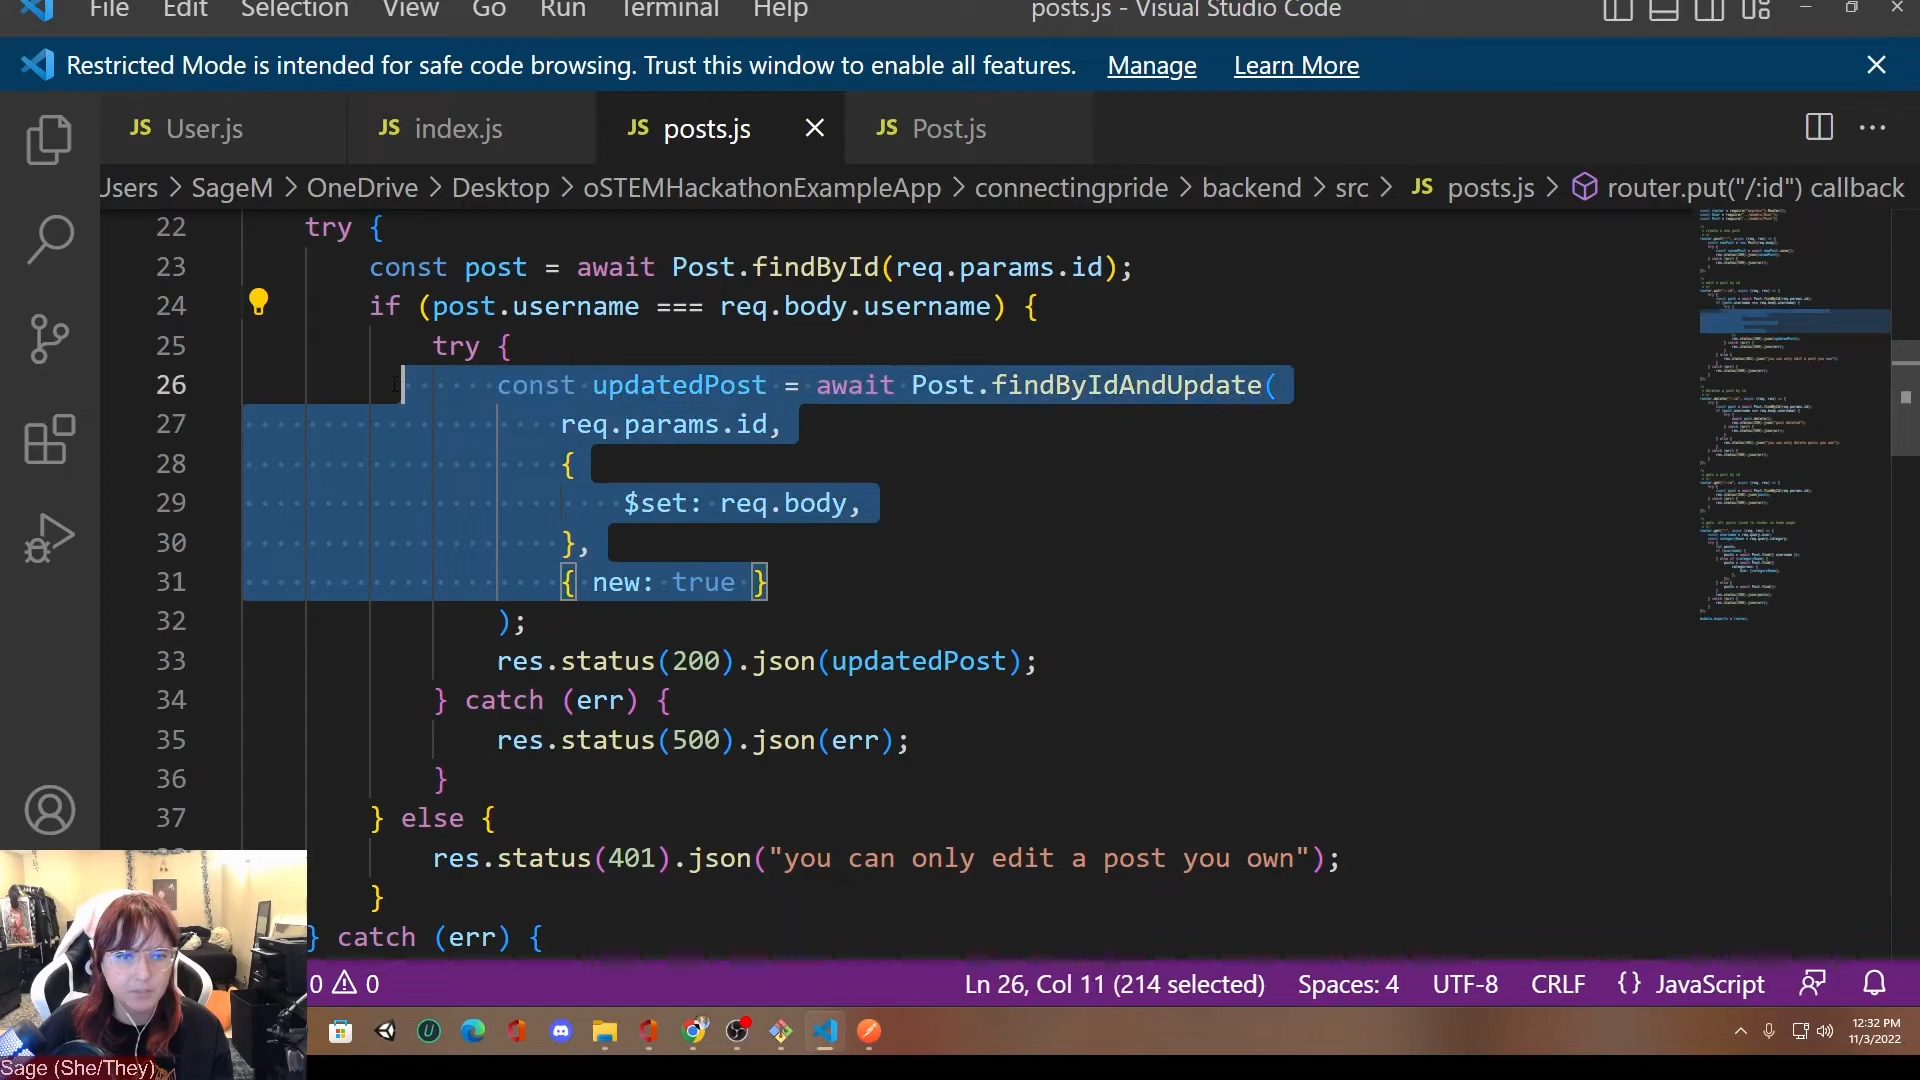 File Edit Selection View Go Run Terminal Help posts.js - Visual Studio Code
Restricted Mode is intended for safe code browsing. Trust this window to enable all features. Manage Learn More
JS User.js JS index.js JS posts.js JS Post.js
Users > SageM > OneDrive > Desktop > oSTEMHackathonExampleApp > connectingpride > backend > src > JS posts.js > router.put("/:id") callback
22 try {
23 const post = await Post.findById(req.params.id);
24 if (post.username === req.body.username) {
25 try {
26 const updatedPost = await Post.findByIdAndUpdate(
27 req.params.id,
28 {
29 $set: req.body,
30 },
31 { new: true }
32 );
33 res.status(200).json(updatedPost);
34 } catch (err) {
35 res.status(500).json(err);
36 }
37 } else {
res.status(401).json("you can only edit a post you own");
}
} catch (err) {
0 0 Ln 26, Col 11 (214 selected) Spaces: 4 UTF-8 CRLF {} JavaScript
12:32 PM
11/3/2022
Sage (She/They)